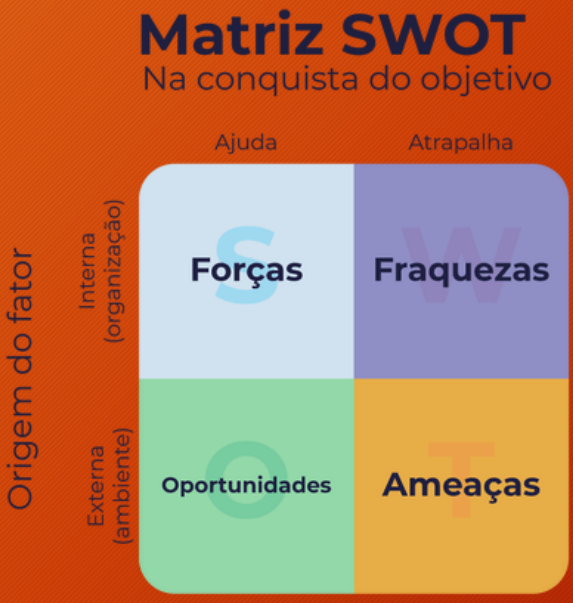 Matriz SWOT
Na conquista do objetivo
Ajuda
Atrapalha
Origem do fator
Interna
(organização)
S
Forças
W
Fraquezas
Externa
(ambiente)
O
Oportunidades
T
Ameaças